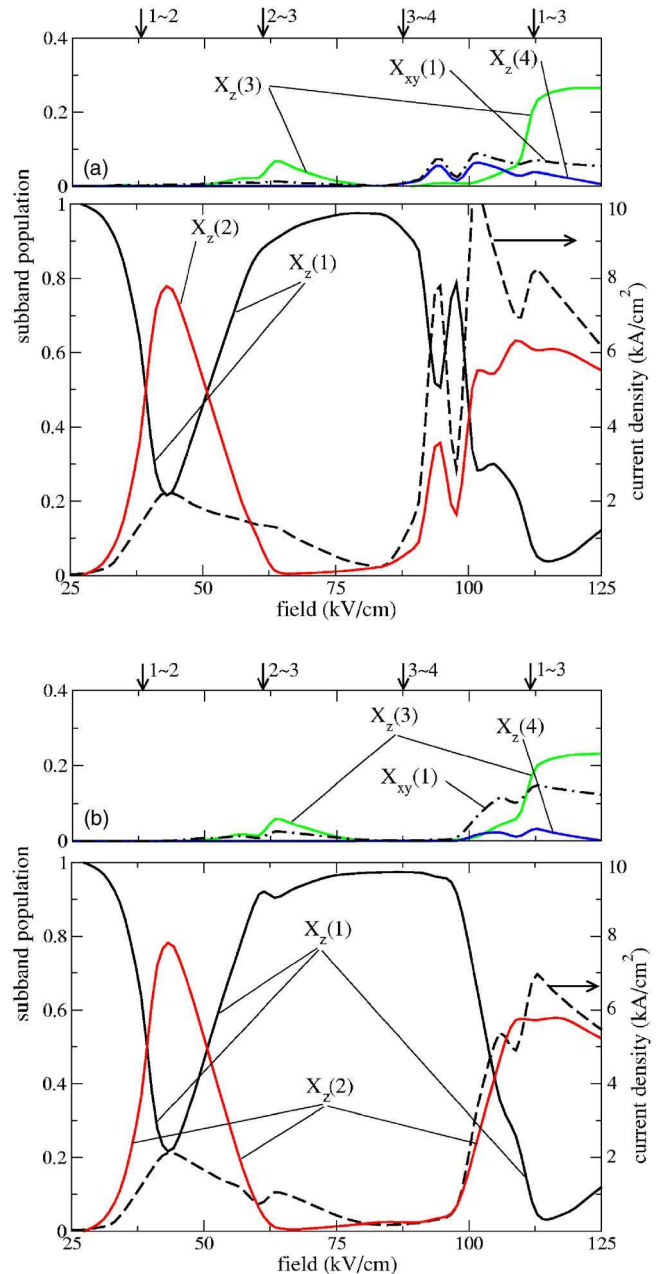 1~2 2~3 3~4 1~3
0.4
0.2
0
X_z(3)
X_xy(1)
X_z(4)
(a)
1
0.8
0.6
0.4
0.2
0
subband population
X_z(2)
X_z(1)
10
8
6
4
2
current density (kA/cm²)
25 50 75 100 125
field (kV/cm)
1~2 2~3 3~4 1~3
0.4
0.2
0
X_z(3)
X_z(4)
X_xy(1)
(b)
1
0.8
0.6
0.4
0.2
0
subband population
X_z(1)
X_z(2)
10
8
6
4
2
0
current density (kA/cm²)
25 50 75 100 125
field (kV/cm)